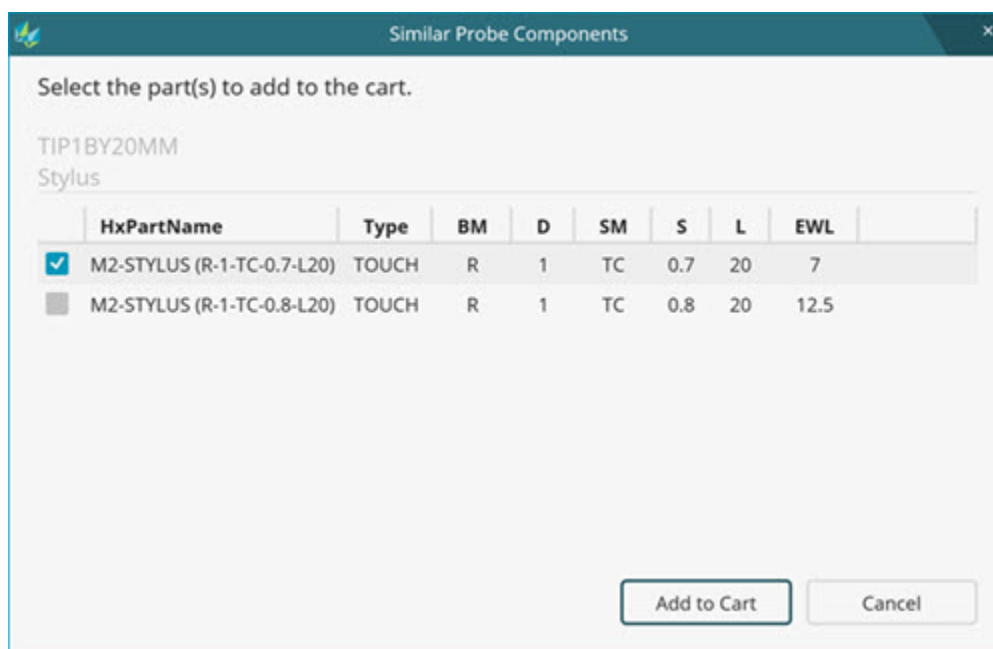 Similar Probe Components
Select the part(s) to add to the cart.
TIP1BY20MM
Stylus
HxPartName Type BM D SM S L EWL
M2-STYLUS (R-1-TC-0.7-L20) TOUCH R 1 TC 0.7 20 7
M2-STYLUS (R-1-TC-0.8-L20) TOUCH R 1 TC 0.8 20 12.5
Add to Cart Cancel